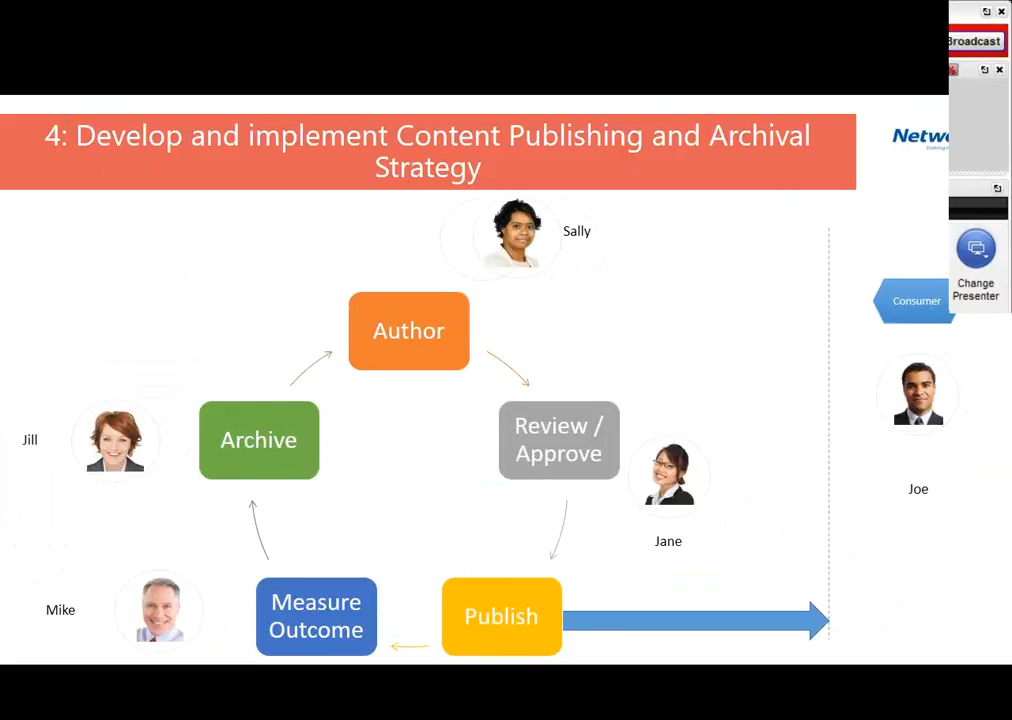 Broadcast
4: Develop and implement Content Publishing and Archival
Strategy
Netw
Sally
Change
Presenter
Consumer
Author
Jill
Archive
Review /
Approve
Joe
Jane
Mike
Measure
Outcome
Publish